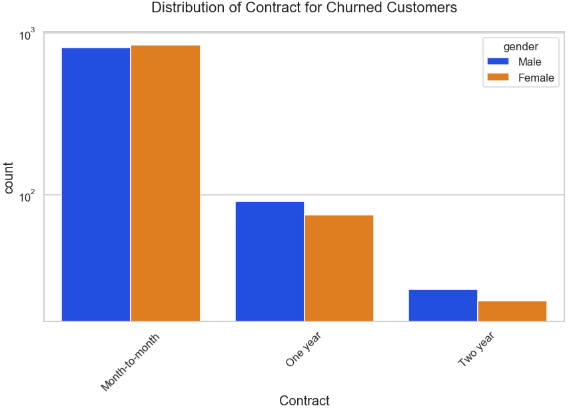 Distribution of Contract for Churned Customers
10³
gender
Male
Female
count
10²
Month-to-month
One year
Two year
Contract